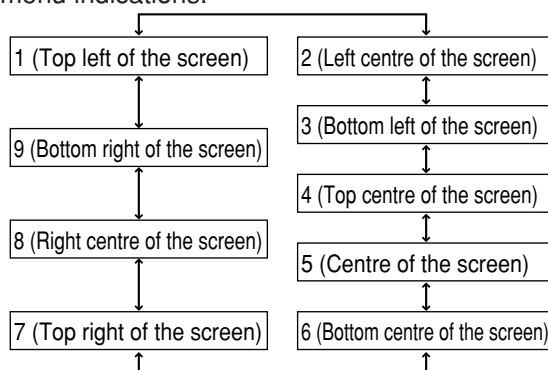 menu indications.
1 (Top left of the screen)
2 (Left centre of the screen)
3 (Bottom left of the screen)
9 (Bottom right of the screen)
4 (Top centre of the screen)
8 (Right centre of the screen)
5 (Centre of the screen)
7 (Top right of the screen)
6 (Bottom centre of the screen)